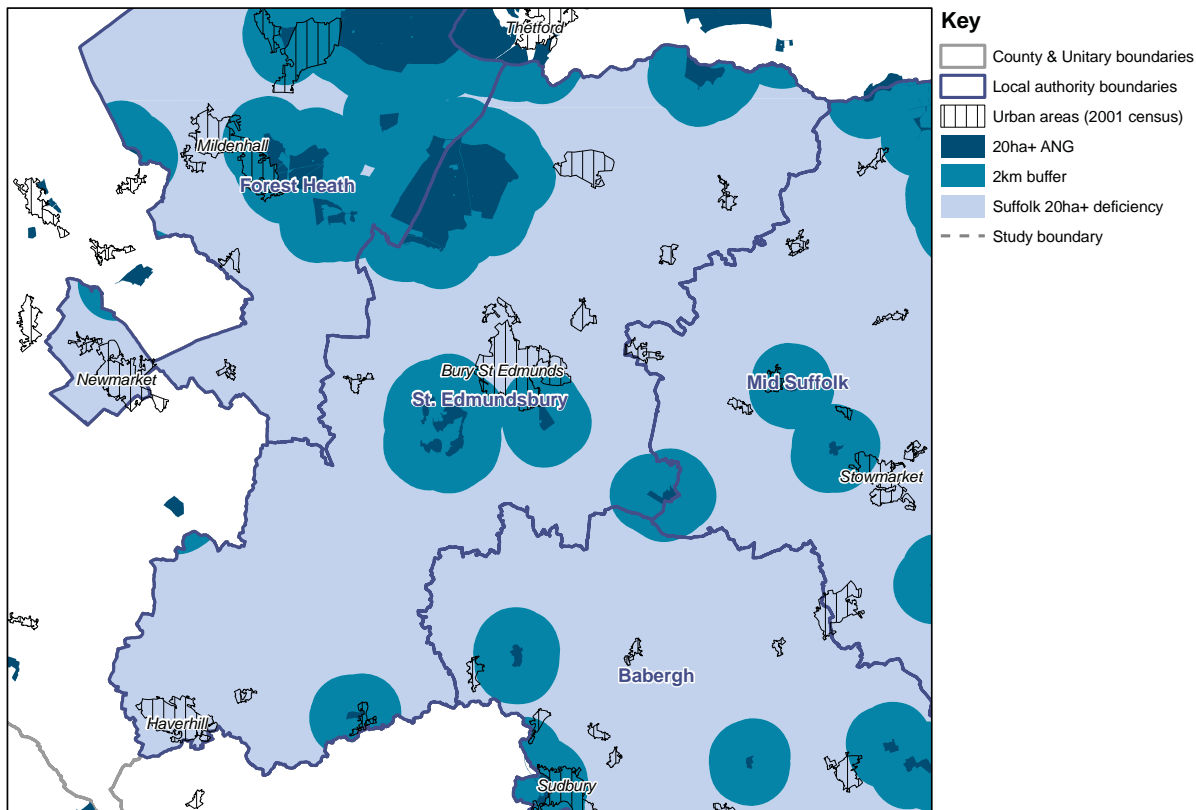 Thetford
Mildenhall
Forest Heath
Newmarket
Bury St Edmunds
St. Edmundsbury
Mid Suffolk
Stowmarket
Babergh
Haverhill
Sudbury
Key
County & Unitary boundaries
Local authority boundaries
Urban areas (2001 census)
20ha+ ANG
2km buffer
Suffolk 20ha+ deficiency
Study boundary